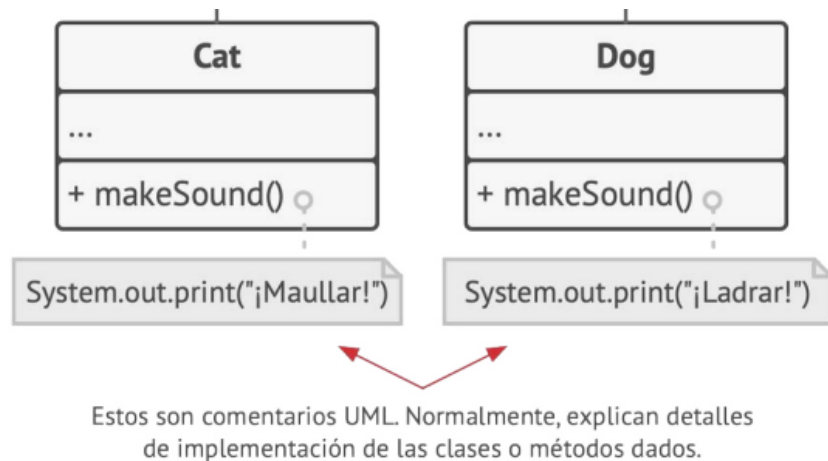 Cat
Dog
...
...
+ makeSound()
+ makeSound()
System.out.print("¡Maullar!")
System.out.print("¡Ladrar!")
Estos son comentarios UML. Normalmente, explican detalles
de implementación de las clases o métodos dados.